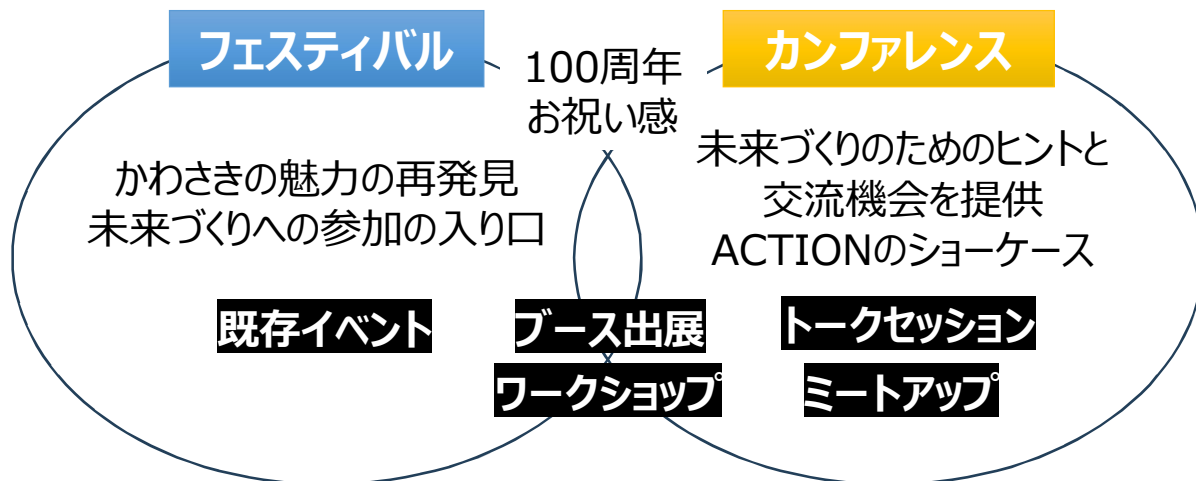 フェスティバル
100周年
お祝い感
カンファレンス
かわさきの魅力の再発見
未来づくりへの参加の入り口
未来づくりのためのヒントと
交流機会を提供
ACTIONのショーケース
既存イベント
ブース出展
ワークショップ
トークセッション
ミートアップ